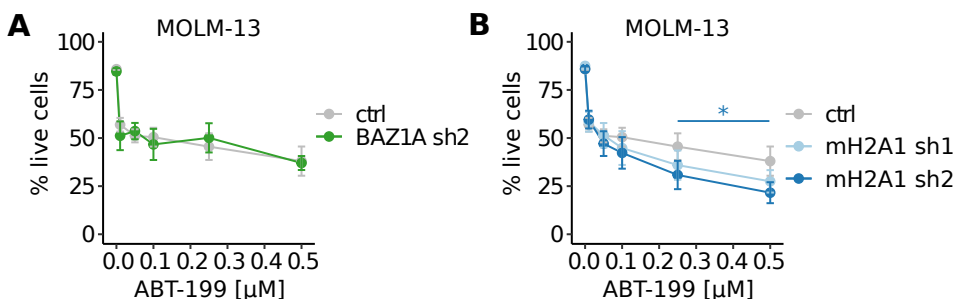 A
MOLM-13
100
75
50
25
0
% live cells
0.0 0.1 0.2 0.3 0.4 0.5
ABT-199 [µM]
ctrl
BAZ1A sh2
B
MOLM-13
100
75
50
25
0
% live cells
*
0.0 0.1 0.2 0.3 0.4 0.5
ABT-199 [µM]
ctrl
mH2A1 sh1
mH2A1 sh2